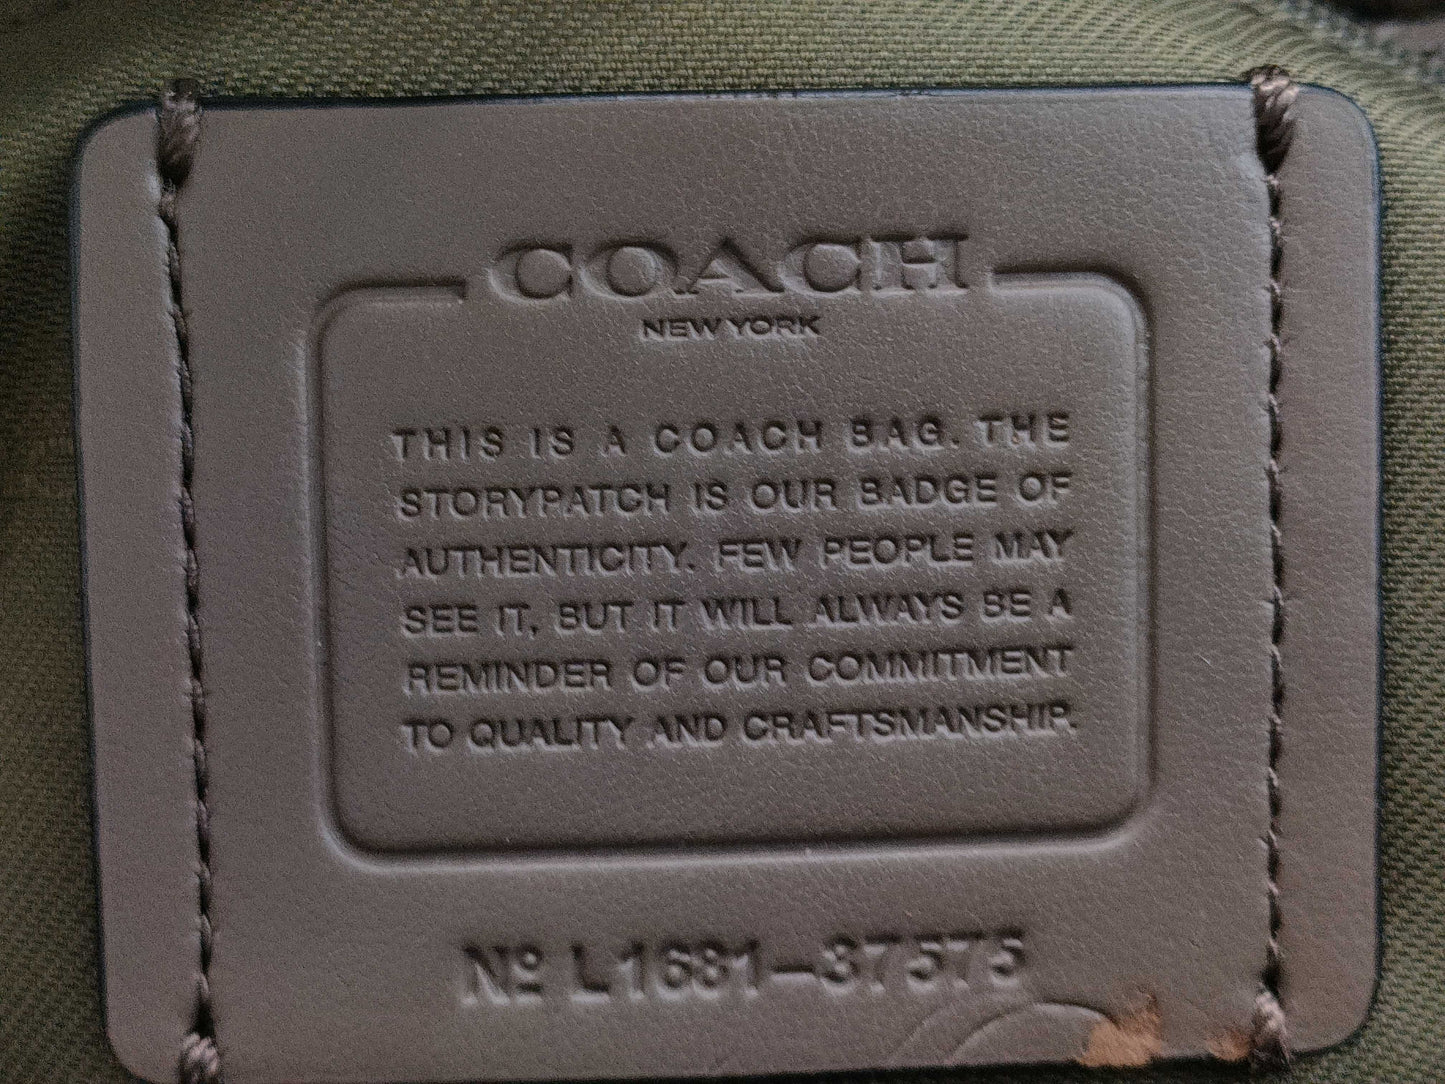 COACH
NEW YORK
THIS IS A COACH BAG. THE
STORYPATCH IS OUR BADGE OF
AUTHENTICITY. FEW PEOPLE MAY
SEE IT, BUT IT WILL ALWAYS BE A
REMINDER OF OUR COMMITMENT
TO QUALITY AND CRAFTSMANSHIP.
Nº L1681-37575